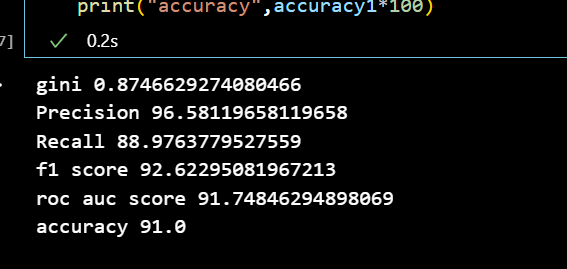 print("accuracy",accuracy1*100)
7] 0.2s
gini 0.8746629274080466
Precision 96.58119658119658
Recall 88.9763779527559
f1 score 92.62295081967213
roc auc score 91.74846294898069
accuracy 91.0